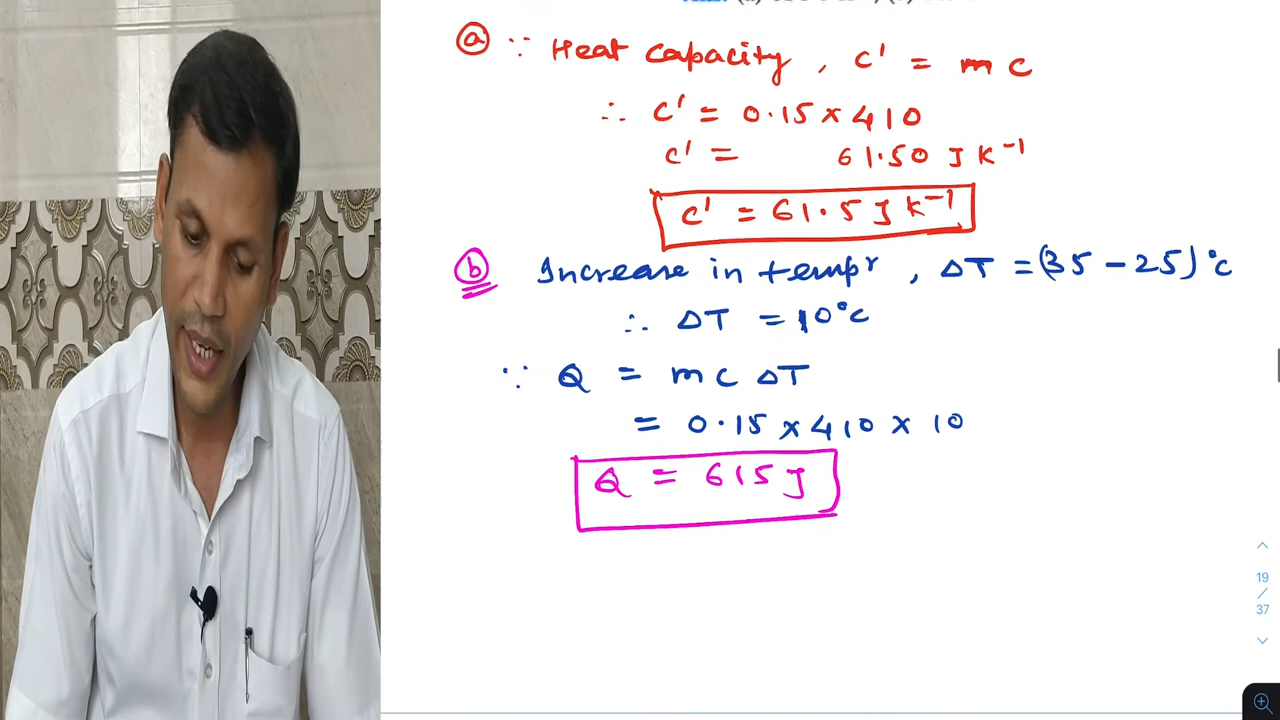 ⓐ ∵ Heat capacity, c' = mc
∴ c' = 0.15 × 410
c' = 61.50 J K⁻¹
c' = 61.5 J K⁻¹
ⓑ Increase in tempʳ, ΔT = (35 − 25)°c
∴ ΔT = 10°c
∵ Q = mc ΔT
= 0.15 × 410 × 10
Q = 615 J
19
/
37